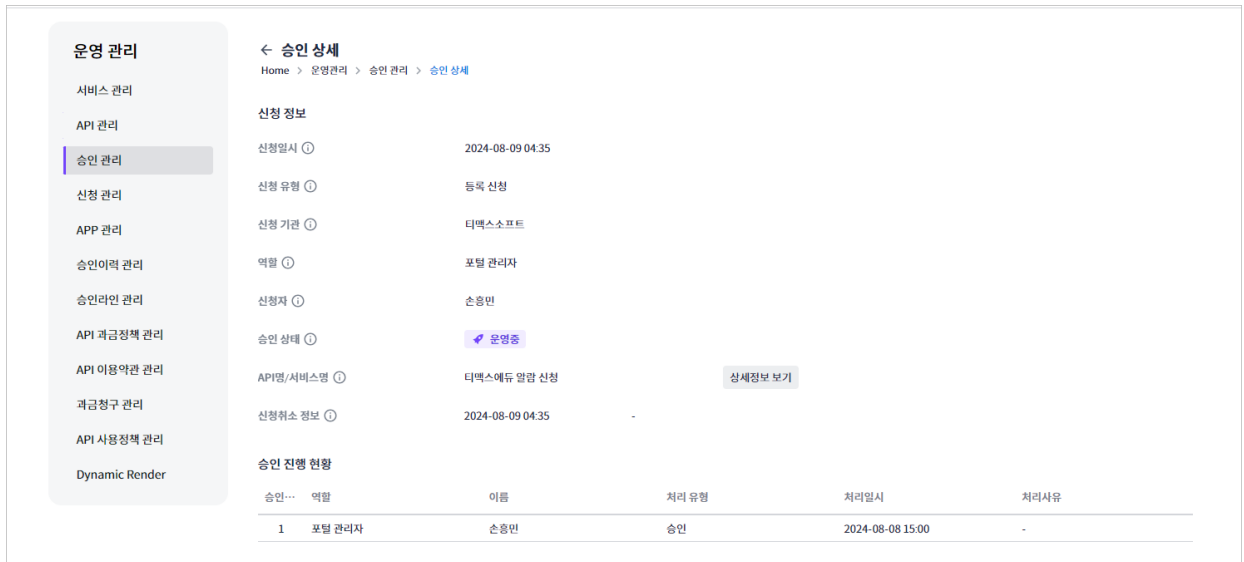 운영 관리
서비스 관리
API 관리
승인 관리
신청 관리
APP 관리
승인이력 관리
승인라인 관리
API 과금정책 관리
API 이용약관 관리
과금청구 관리
API 사용정책 관리
Dynamic Render
← 승인 상세
Home > 운영관리 > 승인 관리 > 승인 상세
신청 정보
신청일시 2024-08-09 04:35
신청 유형 등록 신청
신청 기관 티맥스소프트
역할 포털 관리자
신청자 손흥민
승인 상태 운영중
API명/서비스명 티맥스에듀 알람 신청 상세정보 보기
신청취소 정보 2024-08-09 04:35 -
승인 진행 현황
승인··· 역할 이름 처리 유형 처리일시 처리사유
1 포털 관리자 손흥민 승인 2024-08-08 15:00 -